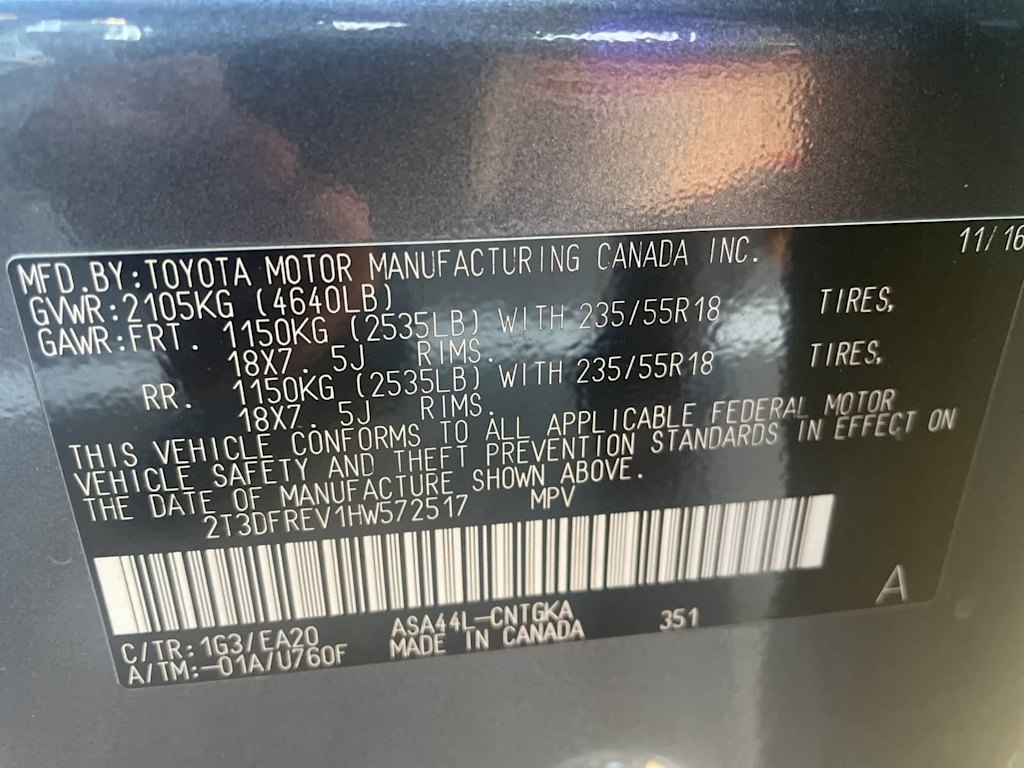 11/16
MFD.BY:TOYOTA MOTOR MANUFACTURING CANADA INC.
GVWR:2105KG (4640LB)
GAWR:FRT. 1150KG (2535LB) WITH 235/55R18 TIRES,
18X7. 5J RIMS.
RR. 1150KG (2535LB) WITH 235/55R18 TIRES,
18X7. 5J RIMS.
THIS VEHICLE CONFORMS TO ALL APPLICABLE FEDERAL MOTOR
VEHICLE SAFETY AND THEFT PREVENTION STANDARDS IN EFFECT ON
THE DATE OF MANUFACTURE SHOWN ABOVE.
2T3DFREV1HW572517 MPV
A
C/TR:1G3/EA20 ASA44L-CNTGKA 351
A/TM:-01A/U760F MADE IN CANADA